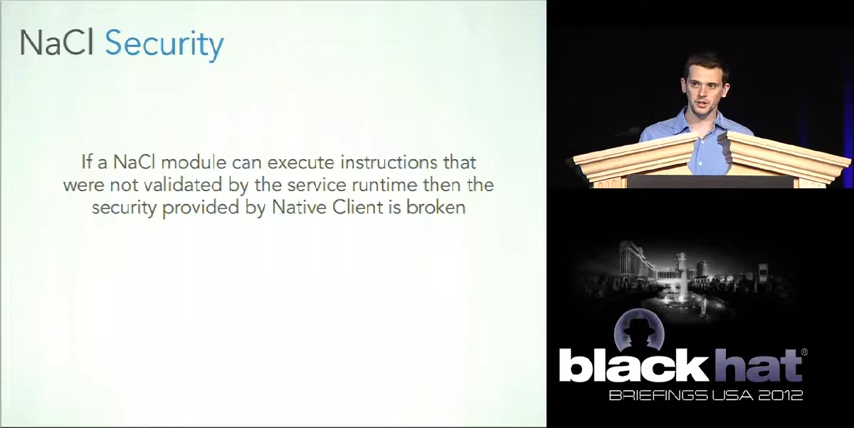 NaCl Security
If a NaCl module can execute instructions that
were not validated by the service runtime then the
security provided by Native Client is broken
black hat®
BRIEFINGS USA 2012